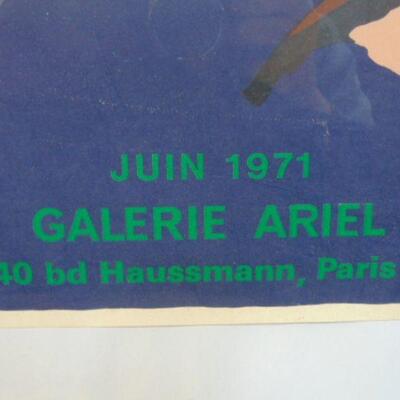 JUIN 1971
GALERIE ARIEL
40 bd Haussmann, Paris